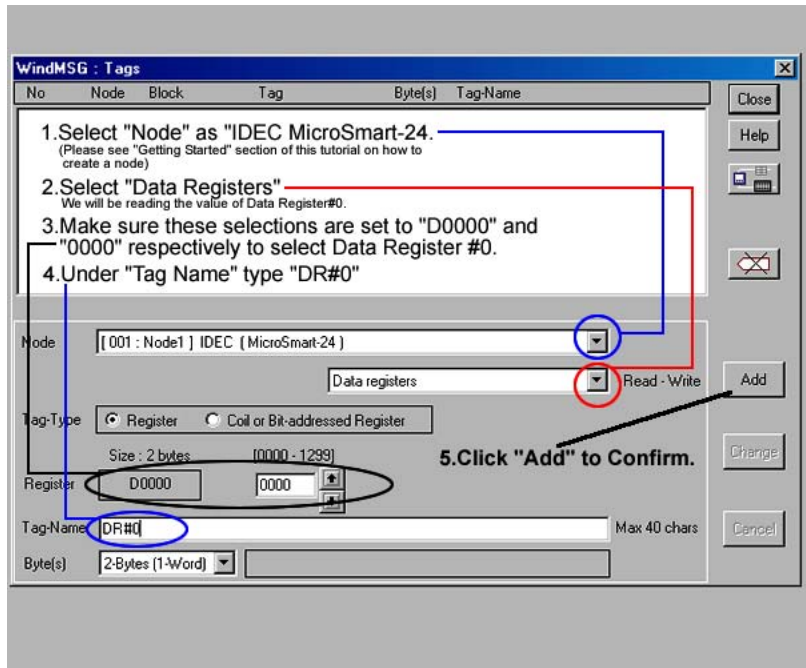 WindMSG : Tags
No Node Block Tag Byte(s) Tag-Name
Close
Help
1.Select "Node" as "IDEC MicroSmart-24.
(Please see "Getting Started" section of this tutorial on how to
create a node)
2.Select "Data Registers"
We will be reading the value of Data Register#0.
3.Make sure these selections are set to "D0000" and
"0000" respectively to select Data Register #0.
4.Under "Tag Name" type "DR#0"
Node [ 001 : Node1 ] IDEC ( MicroSmart-24 )
Data registers Read - Write
Add
Tag-Type Register Coil or Bit-addressed Register
5.Click "Add" to Confirm.
Size : 2 bytes [0000 - 1299]
Change
Register D0000 0000
Tag-Name DR#0 Max 40 chars
Cancel
Byte(s) 2-Bytes (1-Word)